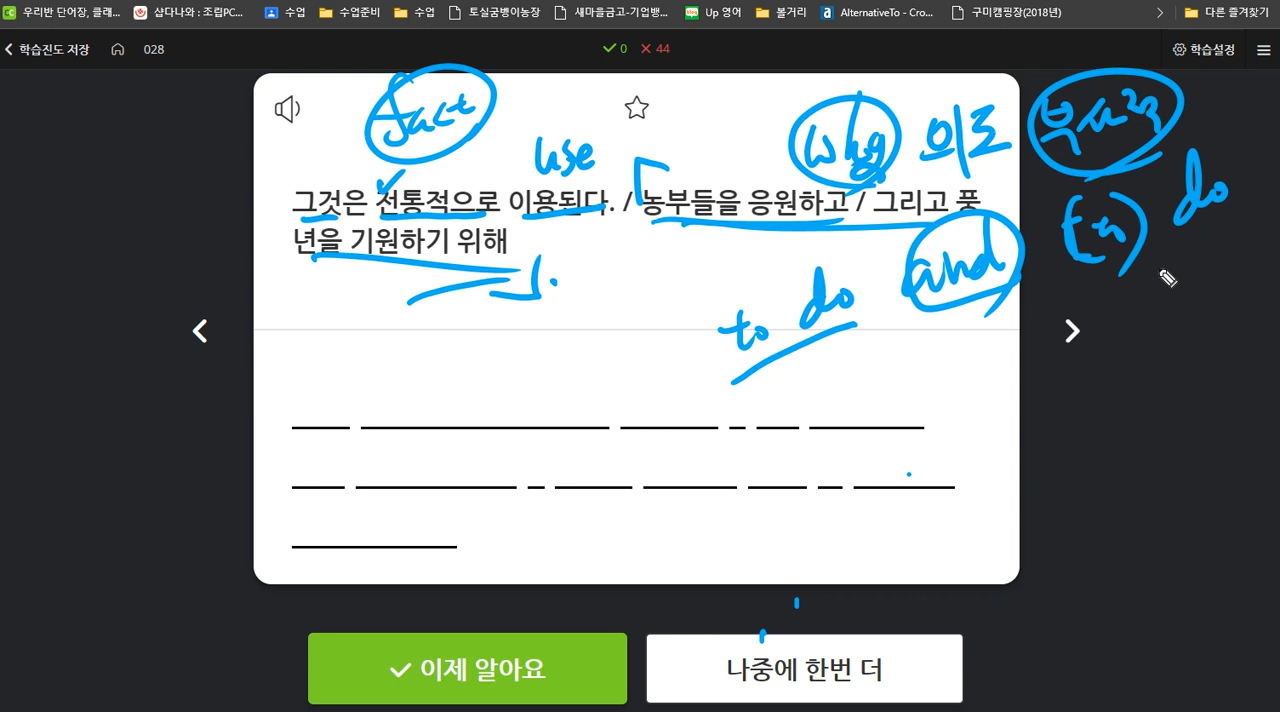 우리반 단어장, 클래... 샵다나와 : 조립PC... 수업 수업준비 수업 토실굼벵이농장 새마을금고-기업뱅... Up 영어 볼거리 AlternativeTo - Cro... 구미캠핑장(2018년) 다른 즐겨찾기
학습진도 저장 028 0 44 학습설정
fact
use
why 의도 부사적
그것은 전통적으로 이용된다. / 농부들을 응원하고 / 그리고 풍
년을 기원하기 위해
(to) do
and
to do
이제 알아요 나중에 한번 더